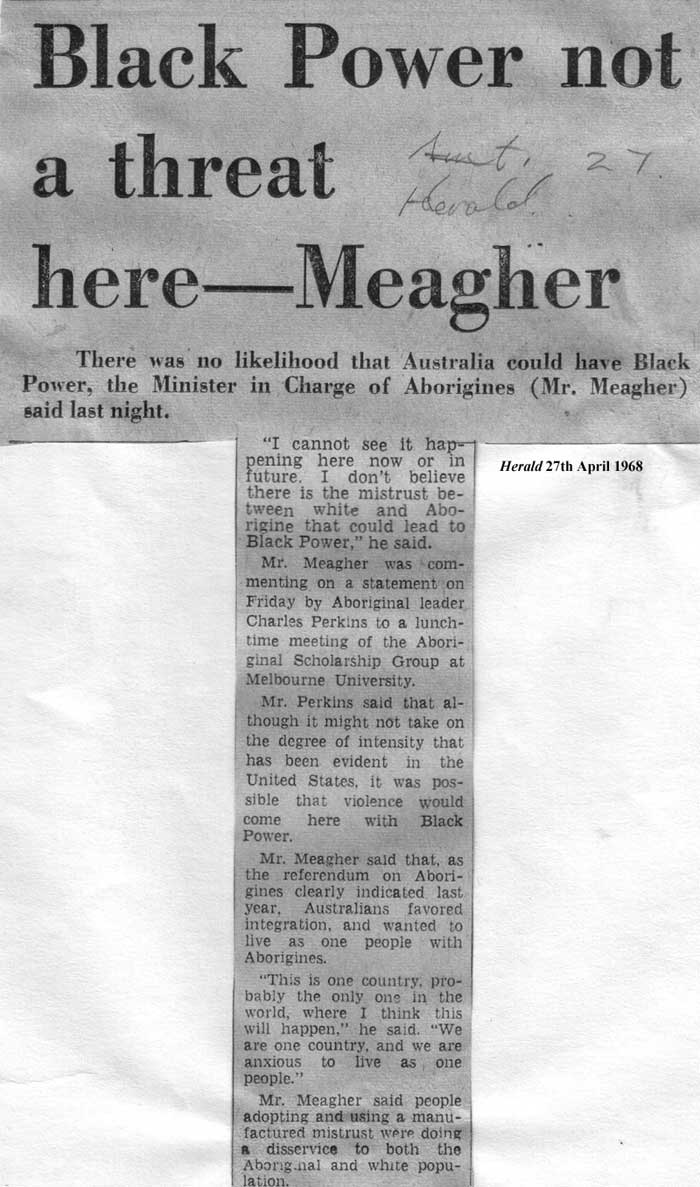 Black Power not
a threat
Aust. 27.
Herald.
here—Meagher
There was no likelihood that Australia could have Black
Power, the Minister in Charge of Aborigines (Mr. Meagher)
said last night.
Herald 27th April 1968
"I cannot see it hap-
pening here now or in
future. I don't believe
there is the mistrust be-
tween white and Abo-
rigine that could lead to
Black Power," he said.
Mr. Meagher was com-
menting on a statement on
Friday by Aboriginal leader
Charles Perkins to a lunch-
time meeting of the Abori-
ginal Scholarship Group at
Melbourne University.
Mr. Perkins said that al-
though it might not take on
the degree of intensity that
has been evident in the
United States, it was pos-
sible that violence would
come here with Black
Power.
Mr. Meagher said that, as
the referendum on Abori-
gines clearly indicated last
year, Australians favored
integration, and wanted to
live as one people with
Aborigines.
"This is one country, pro-
bably the only one in the
world, where I think this
will happen," he said. "We
are one country, and we are
anxious to live as one
people."
Mr. Meagher said people
adopting and using a manu-
factured mistrust were doing
a disservice to both the
Aboriginal and white popu-
lation.